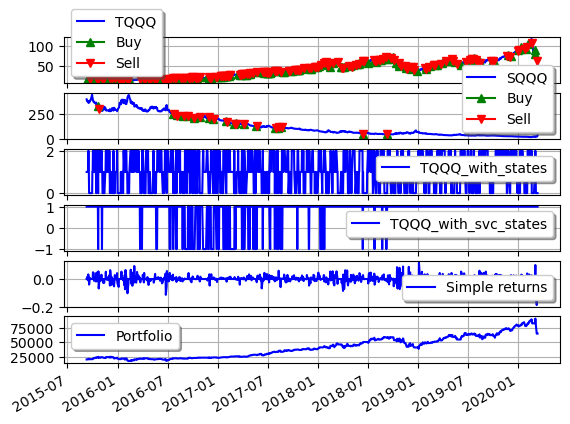 TQQQ
Buy
Sell
100
50
SQQQ
Buy
Sell
250
0
2
0
TQQQ_with_states
1
−1
TQQQ_with_svc_states
0.0
−0.2
Simple returns
75000
50000
25000
Portfolio
2015-07
2016-01
2016-07
2017-01
2017-07
2018-01
2018-07
2019-01
2019-07
2020-01